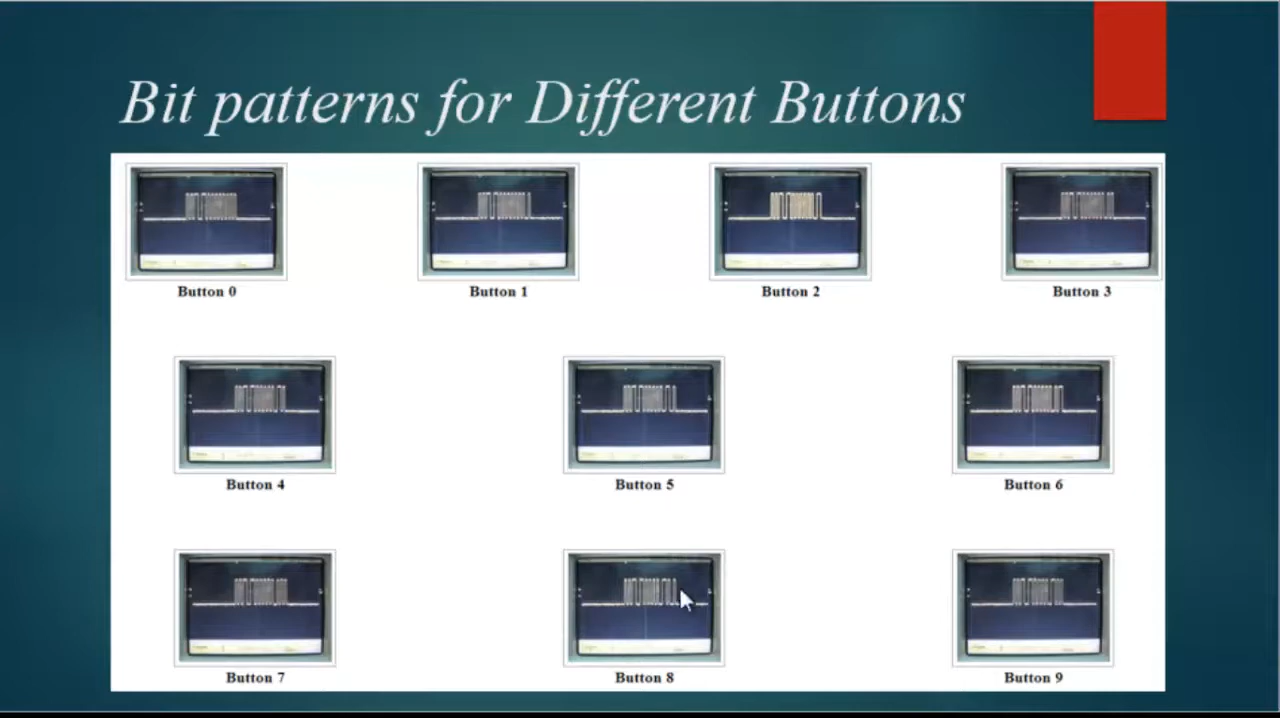 Bit patterns for Different Buttons
Button 0
Button 1
Button 2
Button 3
Button 4
Button 5
Button 6
Button 7
Button 8
Button 9